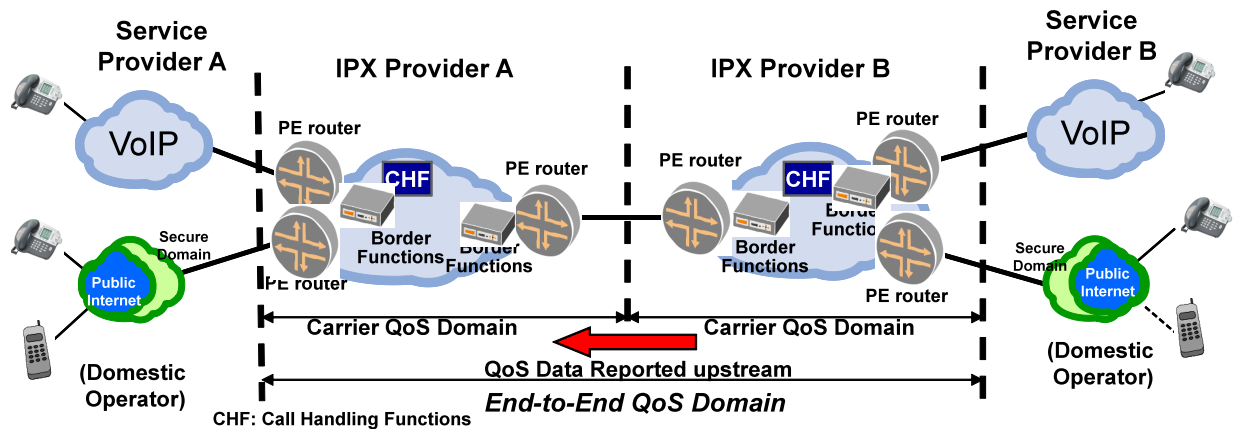 Service
Provider A
IPX Provider A
IPX Provider B
Service
Provider B
VoIP
PE router
CHF
PE router
PE router
CHF
PE router
VoIP
Border
Functions
Border
Functions
Border
Functions
Border
Functions
Secure
Domain
Public
Internet
PE router
PE router
Secure
Domain
Public
Internet
Carrier QoS Domain
Carrier QoS Domain
(Domestic
Operator)
QoS Data Reported upstream
(Domestic
Operator)
End-to-End QoS Domain
CHF: Call Handling Functions